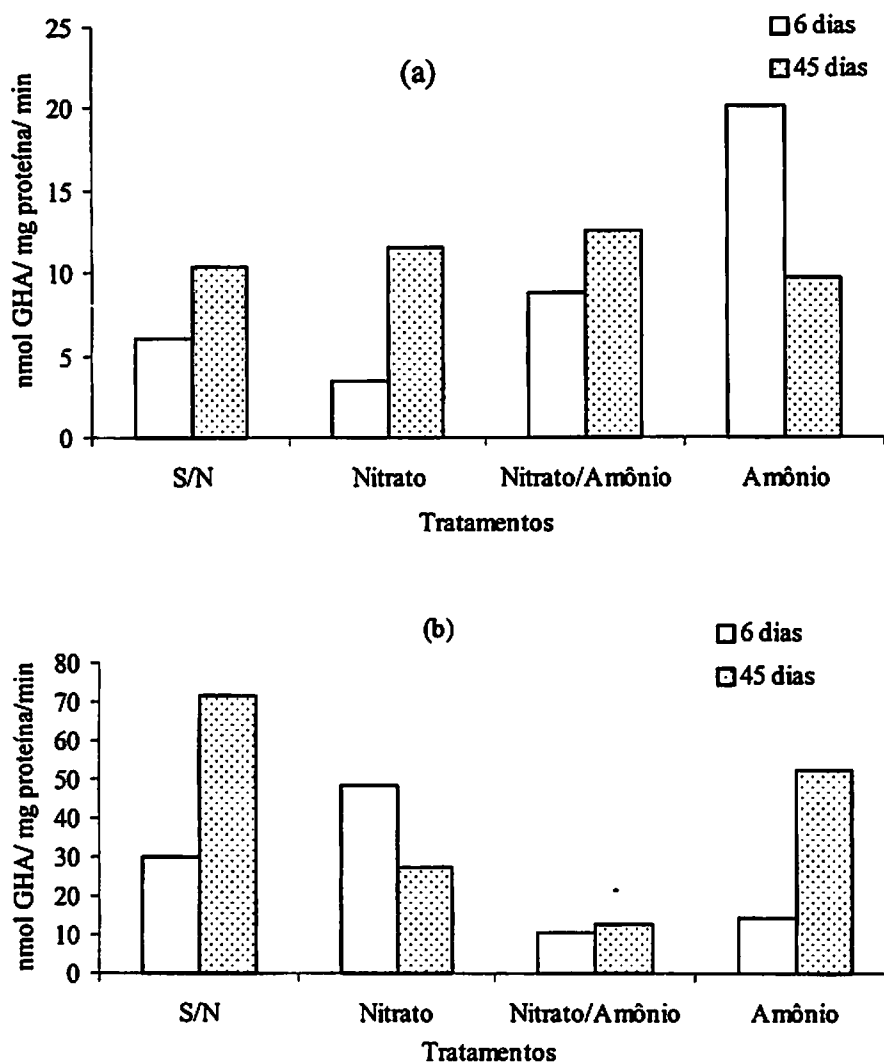 (a)
6 dias
45 dias
nmol GHA/ mg proteína/ min
25
20
15
10
5
0
S/N Nitrato Nitrato/Amônio Amônio
Tratamentos
(b)
6 dias
45 dias
nmol GHA/ mg proteína/min
80
70
60
50
40
30
20
10
0
S/N Nitrato Nitrato/Amônio Amônio
Tratamentos